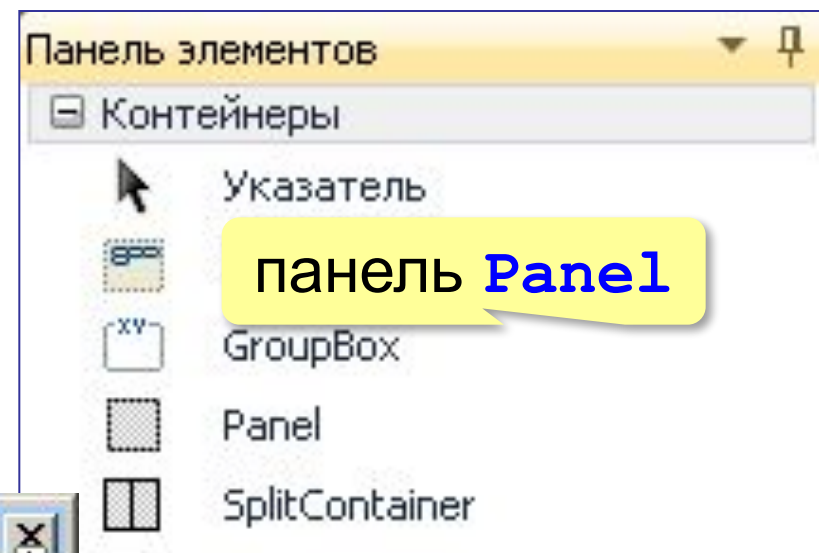 Панель элементов
Контейнеры
Указатель
панель Panel
GroupBox
Panel
SplitContainer